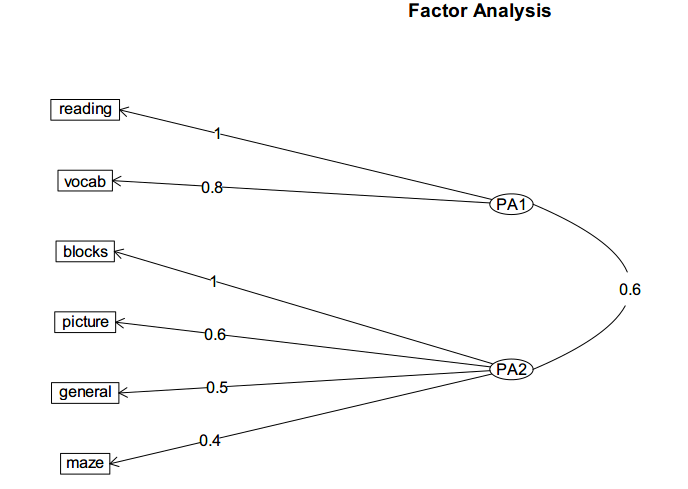 Factor Analysis
reading
1
vocab
0.8
PA1
blocks
1
0.6
picture
0.6
PA2
general
0.5
maze
0.4